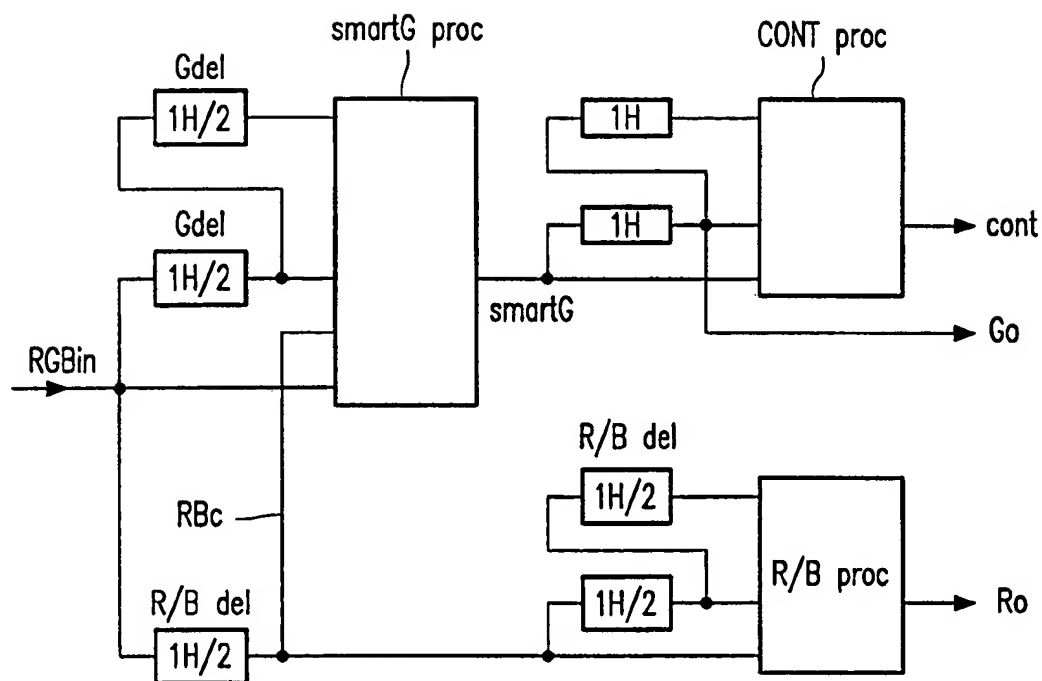 smartG proc
CONT proc
Gdel
1H/2
1H
Gdel
1H/2
1H
cont
smartG
Go
RGBin
R/B del
1H/2
RBc
R/B proc
1H/2
Ro
R/B del
1H/2